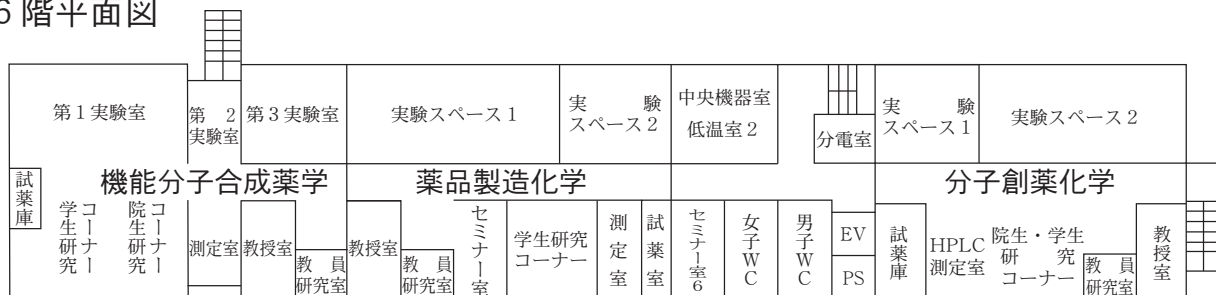 6階平面図
第1実験室
第2
実験室
第3実験室
実験スペース1
実験
スペース2
中央機器室
低温室2
分電室
実験
スペース1
実験スペース2
機能分子合成薬学
薬品製造化学
分子創薬化学
試薬庫
学生研究
コーナー
院生研究
コーナー
測定室
教授室
教員
研究室
教授室
教員
研究室
セミナー室
学生研究
コーナー
測定室
試薬室
セミナー室6
女子WC
男子WC
EV
PS
試薬庫
HPLC
測定室
院生・学生
研究
コーナー
教員
研究室
教授室